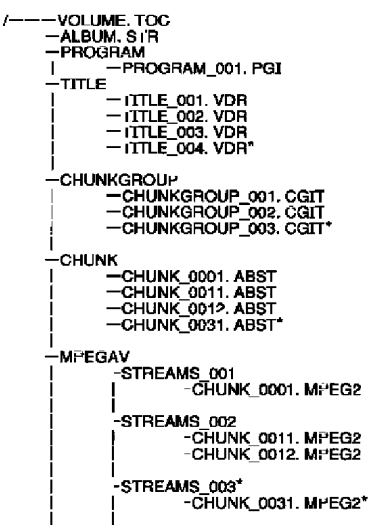 /———VOLUME. TOC
—ALBUM. STR
—PROGRAM
—PROGRAM_001. PGI
—TITLE
—TITLE_001. VDR
—TITLE_002. VDR
—TITLE_003. VDR
—TITLE_004. VDR*
—CHUNKGROUP
—CHUNKGROUP_001. CGIT
—CHUNKGROUP_002. CGIT
—CHUNKGROUP_003. CGIT*
—CHUNK
—CHUNK_0001. ABST
—CHUNK_0011. ABST
—CHUNK_0012. ABST
—CHUNK_0031. ABST*
—MPEGAV
-STREAMS_001
-CHUNK_0001. MPEG2
-STREAMS_002
-CHUNK_0011. MPEG2
-CHUNK_0012. MPEG2
-STREAMS_003*
-CHUNK_0031. MPEG2*